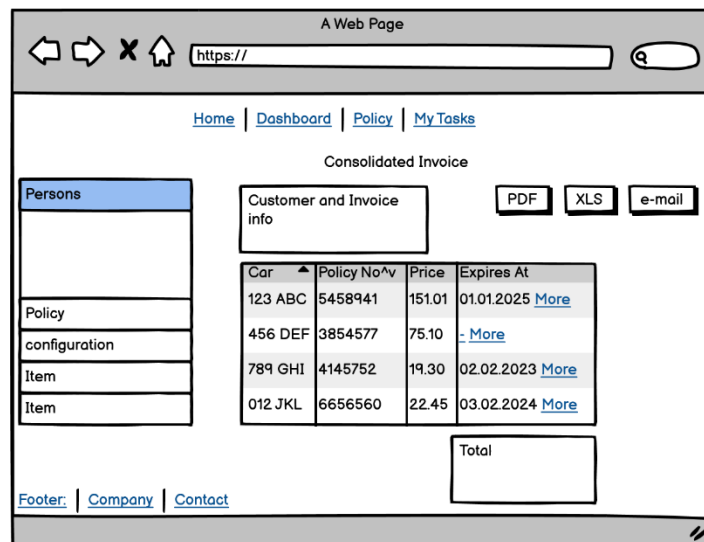 A Web Page
https://
Home Dashboard Policy My Tasks
Consolidated Invoice
Persons
Policy
configuration
Item
Item
Customer and Invoice
info
PDF XLS e-mail
Car Policy No^v Price Expires At
123 ABC 5458941 151.01 01.01.2025 More
456 DEF 3854577 75.10 - More
789 GHI 4145752 19.30 02.02.2023 More
012 JKL 6656560 22.45 03.02.2024 More
Total
Footer: Company Contact